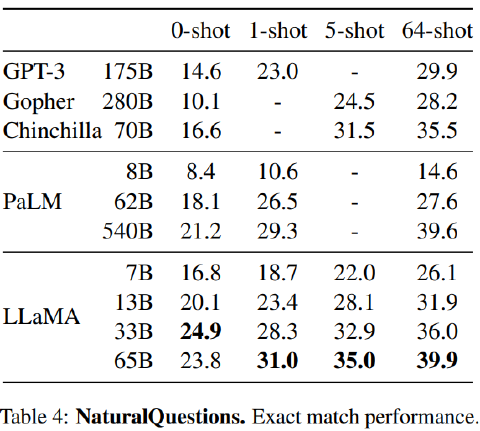 0-shot 1-shot 5-shot 64-shot
GPT-3 175B 14.6 23.0 - 29.9
Gopher 280B 10.1 - 24.5 28.2
Chinchilla 70B 16.6 - 31.5 35.5
8B 8.4 10.6 - 14.6
PaLM 62B 18.1 26.5 - 27.6
540B 21.2 29.3 - 39.6
7B 16.8 18.7 22.0 26.1
13B 20.1 23.4 28.1 31.9
LLaMA
33B 24.9 28.3 32.9 36.0
65B 23.8 31.0 35.0 39.9
Table 4: NaturalQuestions. Exact match performance.